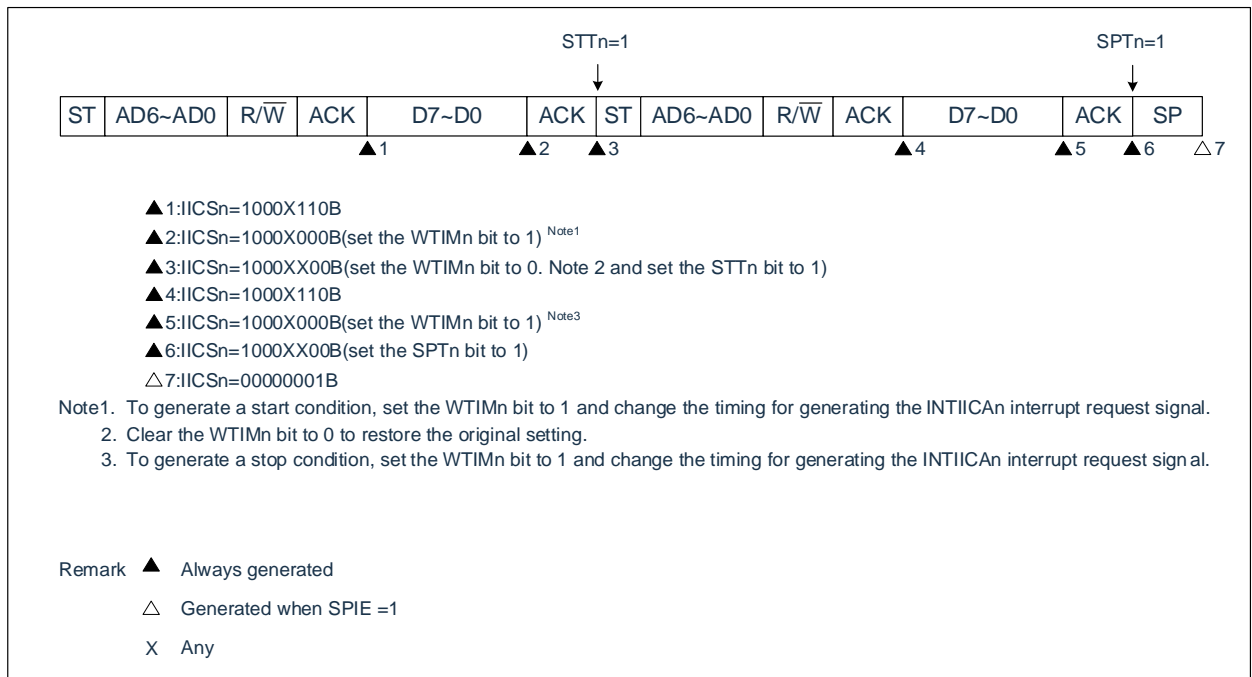 STTn=1 SPTn=1
ST AD6~AD0 R/W̅ ACK D7~D0 ACK ST AD6~AD0 R/W̅ ACK D7~D0 ACK SP
▲1 ▲2 ▲3 ▲4 ▲5 ▲6 △7
▲1:IICSn=1000X110B
▲2:IICSn=1000X000B(set the WTIMn bit to 1) Note1
▲3:IICSn=1000XX00B(set the WTIMn bit to 0. Note 2 and set the STTn bit to 1)
▲4:IICSn=1000X110B
▲5:IICSn=1000X000B(set the WTIMn bit to 1) Note3
▲6:IICSn=1000XX00B(set the SPTn bit to 1)
△7:IICSn=00000001B
Note1. To generate a start condition, set the WTIMn bit to 1 and change the timing for generating the INTIICAn interrupt request signal.
2. Clear the WTIMn bit to 0 to restore the original setting.
3. To generate a stop condition, set the WTIMn bit to 1 and change the timing for generating the INTIICAn interrupt request signal.
Remark ▲ Always generated
△ Generated when SPIE =1
X Any